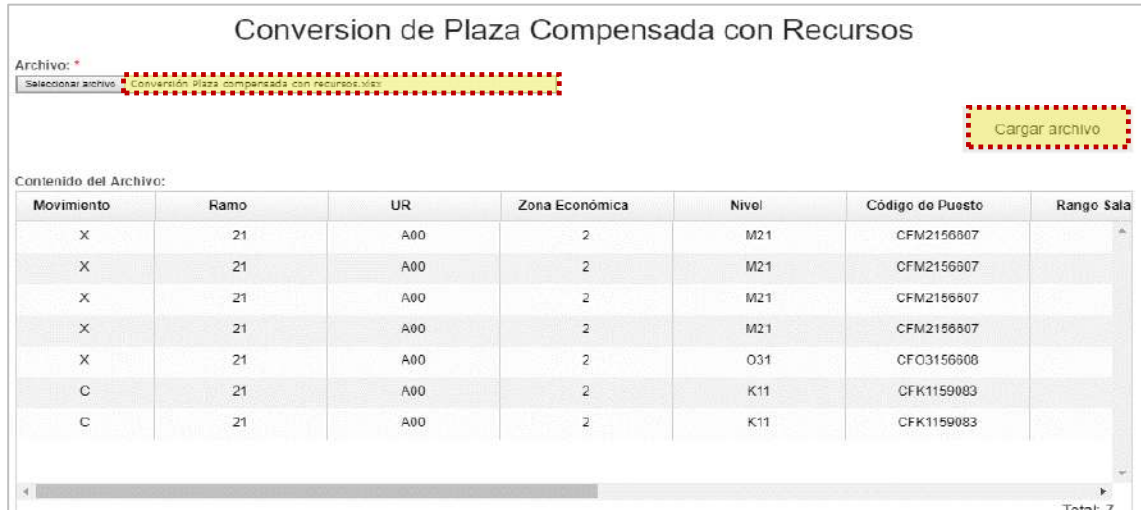 Conversion de Plaza Compensada con Recursos
Archivo: *
Seleccionar archivo Conversión Plaza compensada con recursos.xlsx
Cargar archivo
Contenido del Archivo:
Movimiento Ramo UR Zona Económica Nivel Código de Puesto Rango Sala
X 21 A00 2 M21 CFM2156607
X 21 A00 2 M21 CFM2156607
X 21 A00 2 M21 CFM2156607
X 21 A00 2 M21 CFM2156607
X 21 A00 2 O31 CFO3156608
C 21 A00 2 K11 CFK1159083
C 21 A00 2 K11 CFK1159083
Total: 7